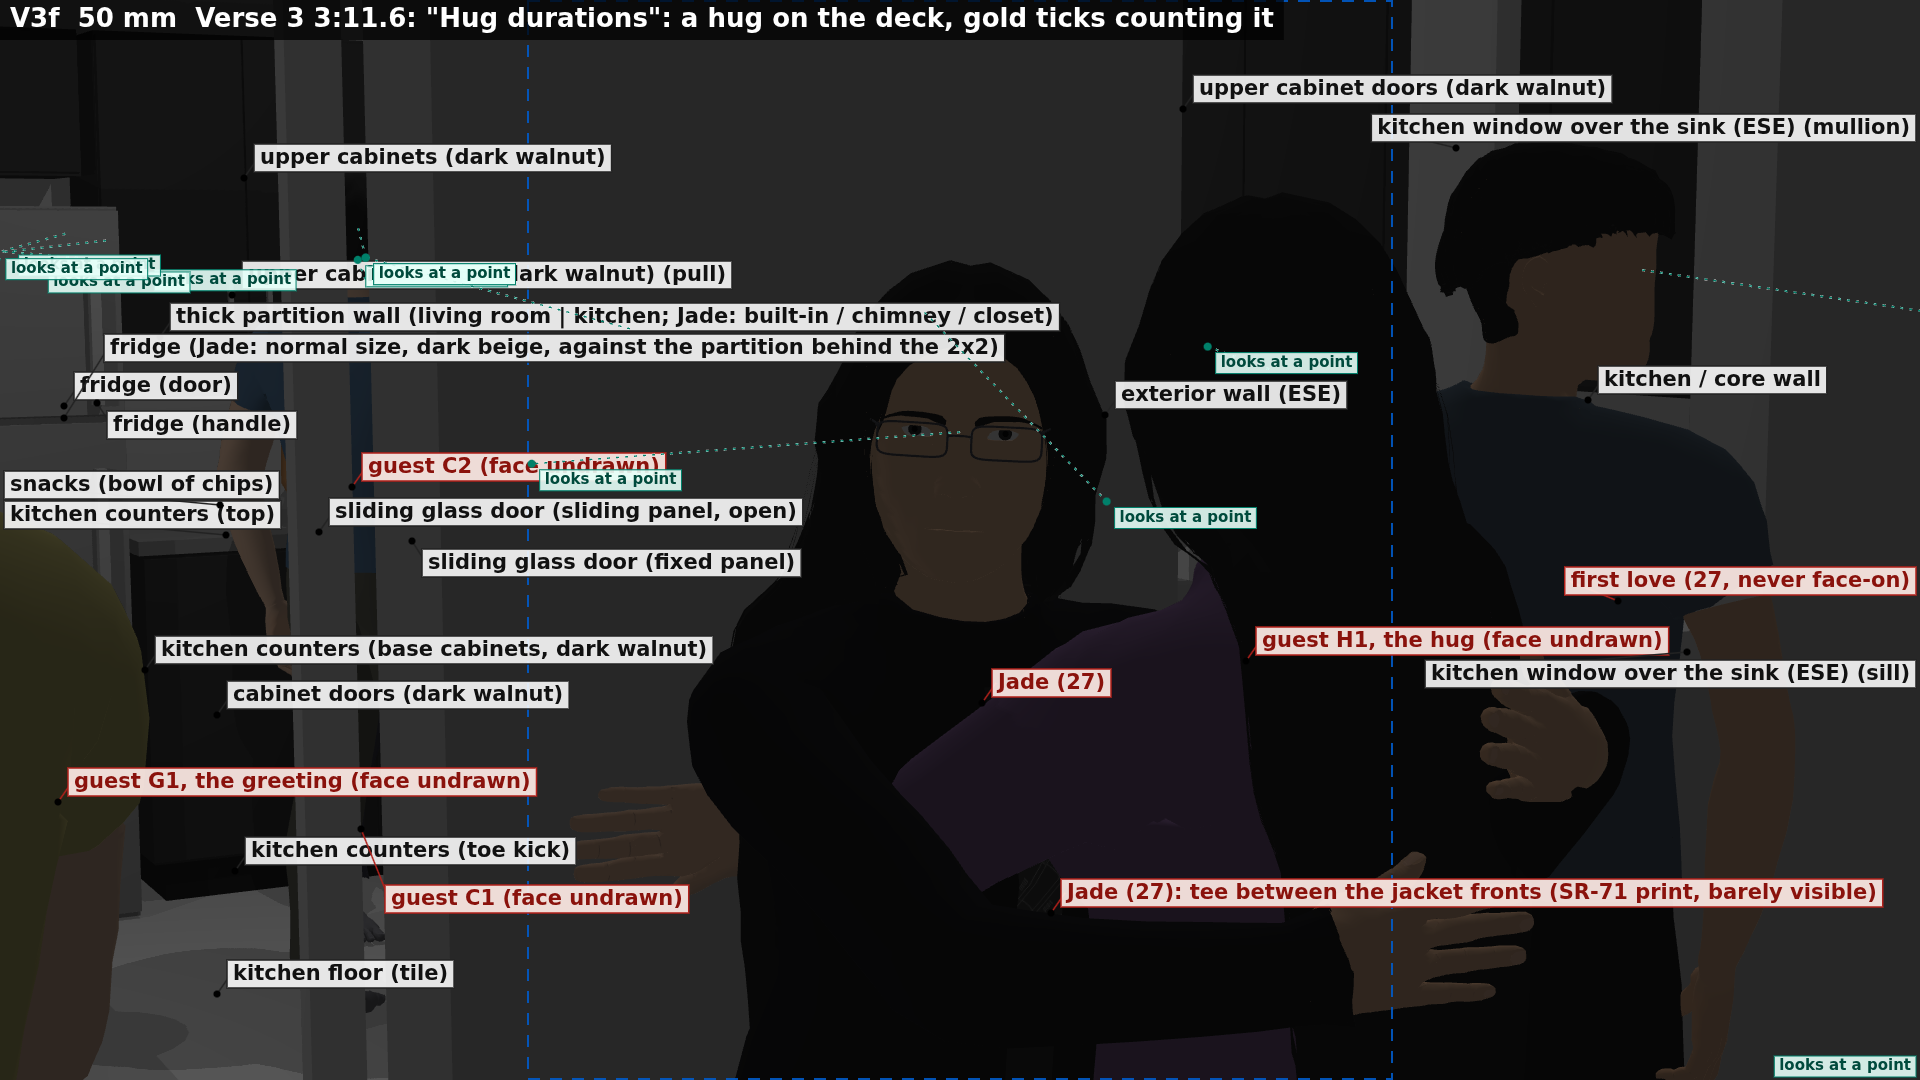 V3f 50 mm Verse 3 3:11.6: "Hug durations": a hug on the deck, gold ticks counting it
upper cabinet doors (dark walnut)
kitchen window over the sink (ESE) (mullion)
upper cabinets (dark walnut)
looks at a point
looks at a point
looks at a point
ark walnut) (pull)
thick partition wall (living room | kitchen; Jade: built-in / chimney / closet)
fridge (Jade: normal size, dark beige, against the partition behind the 2x2)
looks at a point
fridge (door)
kitchen / core wall
exterior wall (ESE)
fridge (handle)
guest C2 (face undrawn)
looks at a point
snacks (bowl of chips)
kitchen counters (top)
sliding glass door (sliding panel, open)
looks at a point
sliding glass door (fixed panel)
first love (27, never face-on)
guest H1, the hug (face undrawn)
kitchen counters (base cabinets, dark walnut)
kitchen window over the sink (ESE) (sill)
Jade (27)
cabinet doors (dark walnut)
guest G1, the greeting (face undrawn)
kitchen counters (toe kick)
guest C1 (face undrawn)
Jade (27): tee between the jacket fronts (SR-71 print, barely visible)
kitchen floor (tile)
looks at a point